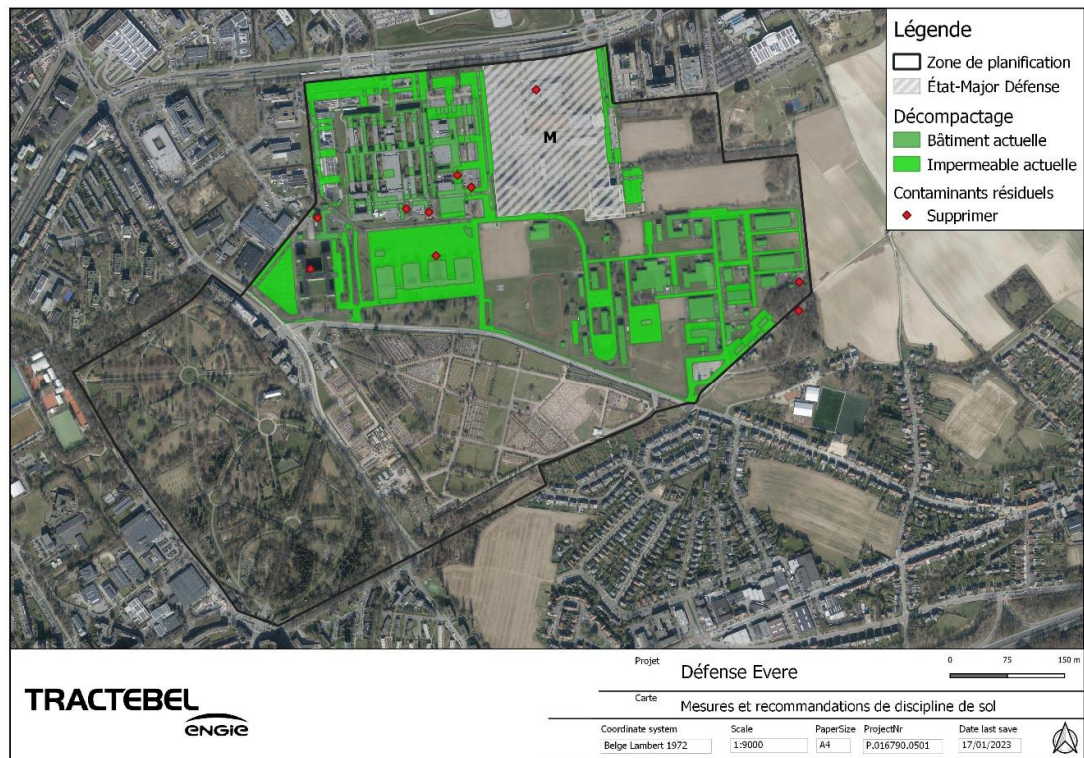 Légende
Zone de planification
État-Major Défense
Décompactage
Bâtiment actuelle
Impermeable actuelle
Contaminants résiduels
Supprimer
M
TRACTEBEL
ENGIE
Projet
Défense Evere
0 75 150 m
Carte
Mesures et recommandations de discipline de sol
Coordinate system Scale PaperSize ProjectNr Date last save
Belge Lambert 1972 1:9000 A4 P.016790.0501 17/01/2023